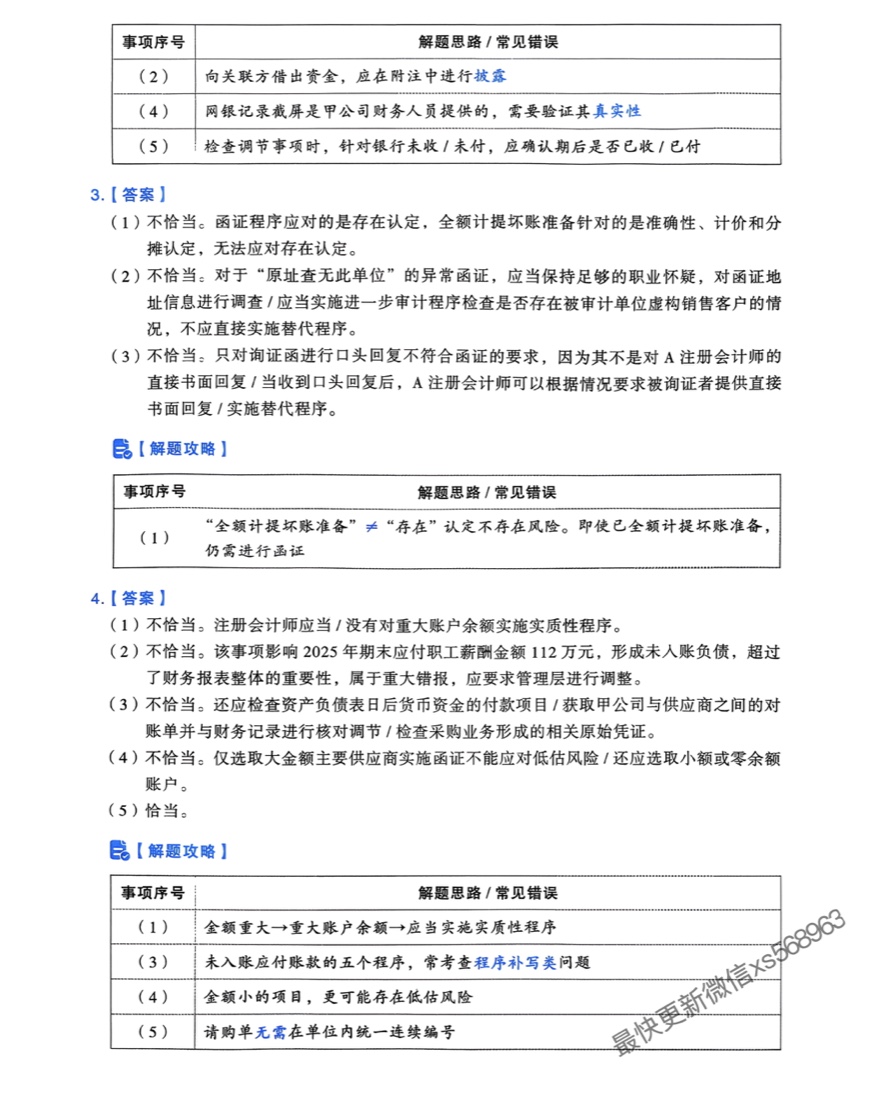 事项序号 解题思路 / 常见错误
（2） 向关联方借出资金，应在附注中进行披露
（4） 网银记录截屏是甲公司财务人员提供的，需要验证其真实性
（5） 检查调节事项时，针对银行未收 / 未付，应确认期后是否已收 / 已付
3.【答案】
（1）不恰当。函证程序应对的是存在认定，全额计提坏账准备针对的是准确性、计价和分
摊认定，无法应对存在认定。
（2）不恰当。对于“原址查无此单位”的异常函证，应当保持足够的职业怀疑，对函证地
址信息进行调查 / 应当实施进一步审计程序检查是否存在被审计单位虚构销售客户的情
况，不应直接实施替代程序。
（3）不恰当。只对询证函进行口头回复不符合函证的要求，因为其不是对 A 注册会计师的
直接书面回复 / 当收到口头回复后，A 注册会计师可以根据情况要求被询证者提供直接
书面回复 / 实施替代程序。
【解题攻略】
事项序号 解题思路 / 常见错误
（1） “全额计提坏账准备”≠“存在”认定不存在风险。即使已全额计提坏账准备，
仍需进行函证
4.【答案】
（1）不恰当。注册会计师应当 / 没有对重大账户余额实施实质性程序。
（2）不恰当。该事项影响 2025 年期末应付职工薪酬金额 112 万元，形成未入账负债，超过
了财务报表整体的重要性，属于重大错报，应要求管理层进行调整。
（3）不恰当。还应检查资产负债表日后货币资金的付款项目 / 获取甲公司与供应商之间的对
账单并与财务记录进行核对调节 / 检查采购业务形成的相关原始凭证。
（4）不恰当。仅选取大金额主要供应商实施函证不能应对低估风险 / 还应选取小额或零余额
账户。
（5）恰当。
【解题攻略】
事项序号 解题思路 / 常见错误
（1） 金额重大→重大账户余额→应当实施实质性程序
（3） 未入账应付账款的五个程序，常考查程序补写类问题
（4） 金额小的项目，更可能存在低估风险
（5） 请购单无需在单位内统一连续编号
最快更新微信xs568963